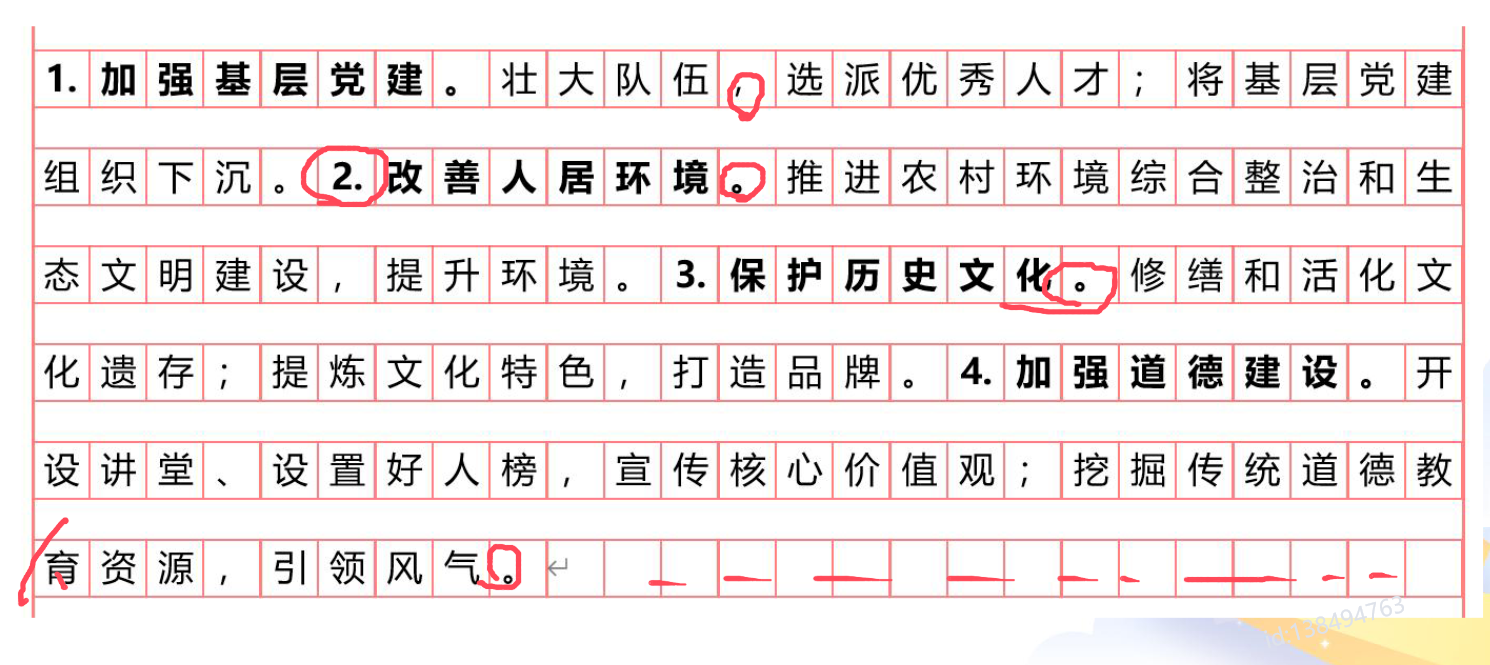 1. 加强基层党建。壮大队伍，选派优秀人才；将基层党建
组织下沉。2. 改善人居环境。推进农村环境综合整治和生
态文明建设，提升环境。3. 保护历史文化。修缮和活化文
化遗存；提炼文化特色，打造品牌。4. 加强道德建设。开
设讲堂、设置好人榜，宣传核心价值观；挖掘传统道德教
育资源，引领风气。
id:138494763